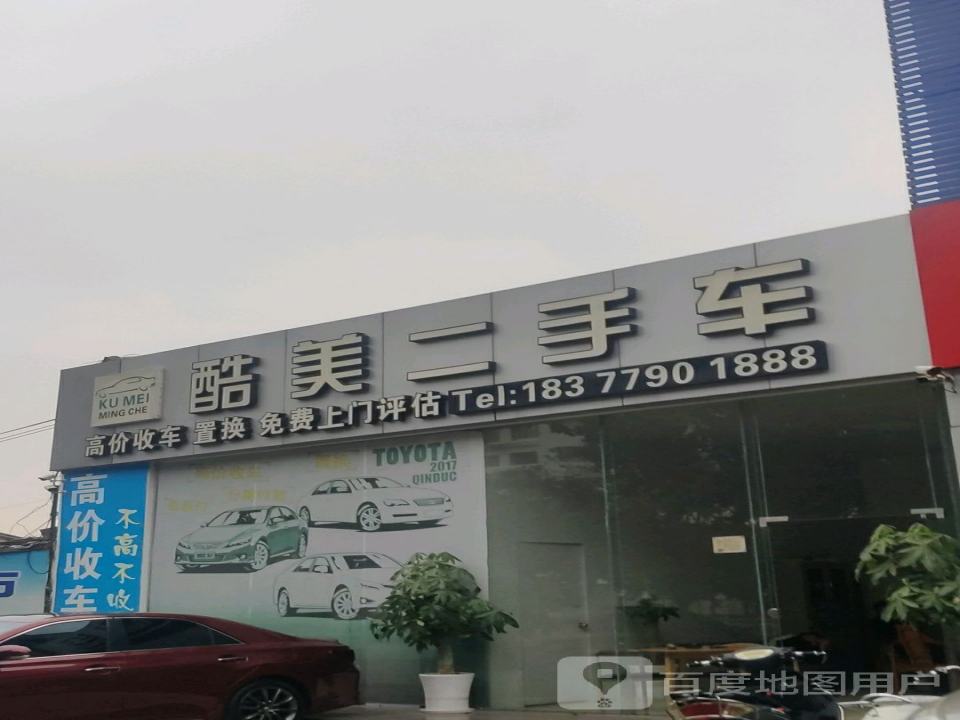 酷美二手车
KU MEI
MING CHE
高价收车 置换 免费上门评估 Tel:183 7790 1888
高价收车
不高不收
TOYOTA
2017
QINDUC
百度地图用户